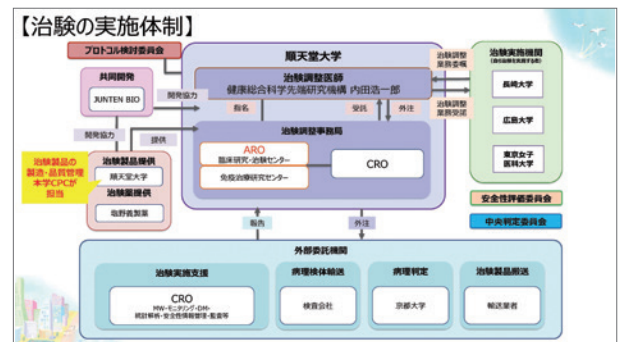 【治験の実施体制】
プロトコル検討委員会
共同開発
JUNTEN BIO
開発協力
開発協力
提供
治験製品の
製造・品質管理
本学CPCが
担当
治験製品提供
順天堂大学
治験薬提供
塩野義製薬
順天堂大学
治験調整医師
健康総合科学先端研究機構 内田浩一郎
指名
受託
外注
治験調整事務局
ARO
臨床研究・治験センター
免疫治療研究センター
CRO
治験調整
業務委嘱
治験調整
業務受諾
治験実施機関
長崎大学
広島大学
東京女子
医科大学
安全性評価委員会
中央判定委員会
報告
外注
外部委託機関
治験実施支援
CRO
MW・モニタリング・DM・
統計解析・安全性情報管理・監査等
病理検体輸送
検査会社
病理判定
京都大学
治験製品搬送
輸送業者